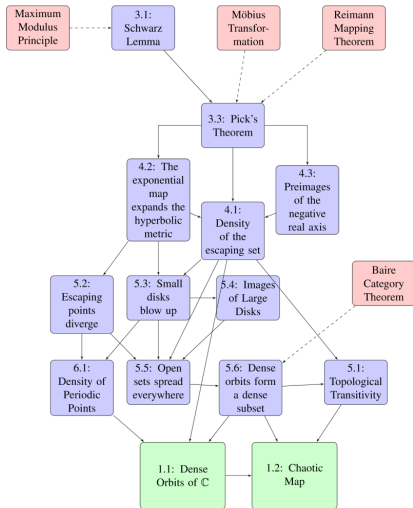 Maximum
Modulus
Principle
3.1:
Schwarz
Lemma
Möbius
Transfor-
mation
Reimann
Mapping
Theorem
3.3: Pick's
Theorem
4.2: The
exponential
map
expands the
hyperbolic
metric
4.1:
Density
of the
escaping set
4.3:
Preimages
of the
negative
real axis
5.2:
Escaping
points
diverge
5.3: Small
disks
blow up
5.4: Images
of Large
Disks
Baire
Category
Theorem
6.1:
Density of
Periodic
Points
5.5: Open
sets spread
everywhere
5.6: Dense
orbits form
a dense
subset
5.1:
Topological
Transitivity
1.1: Dense
Orbits of ℂ
1.2: Chaotic
Map